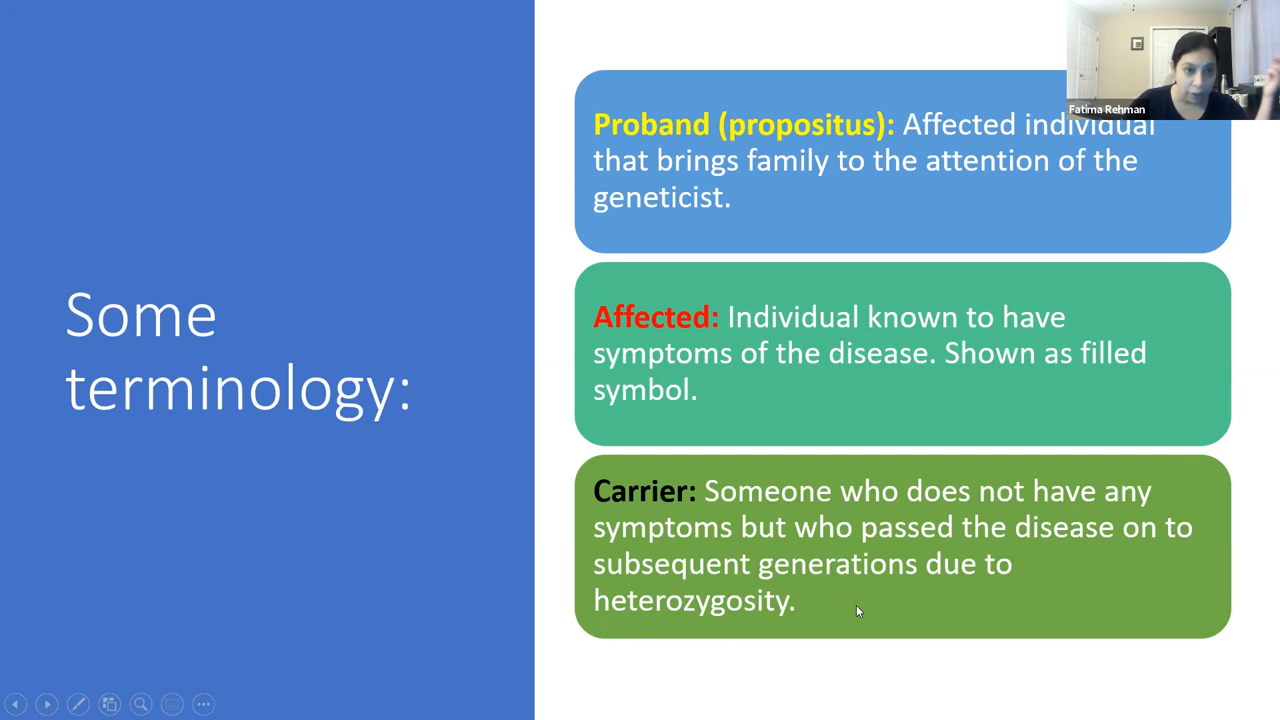 Some
terminology:
Proband (propositus): Affected individual
that brings family to the attention of the
geneticist.
Affected: Individual known to have
symptoms of the disease. Shown as filled
symbol.
Carrier: Someone who does not have any
symptoms but who passed the disease on to
subsequent generations due to
heterozygosity.
Fatima Rehman